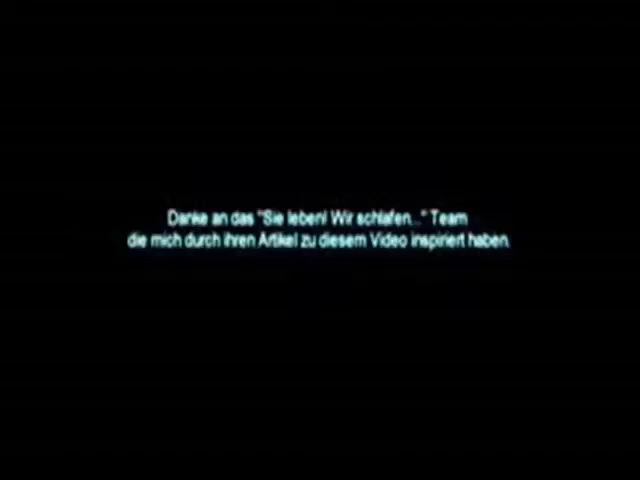 Danke an das "Sie leben! Wir schlafen..." Team
die mich durch ihren Artikel zu diesem Video inspiriert haben